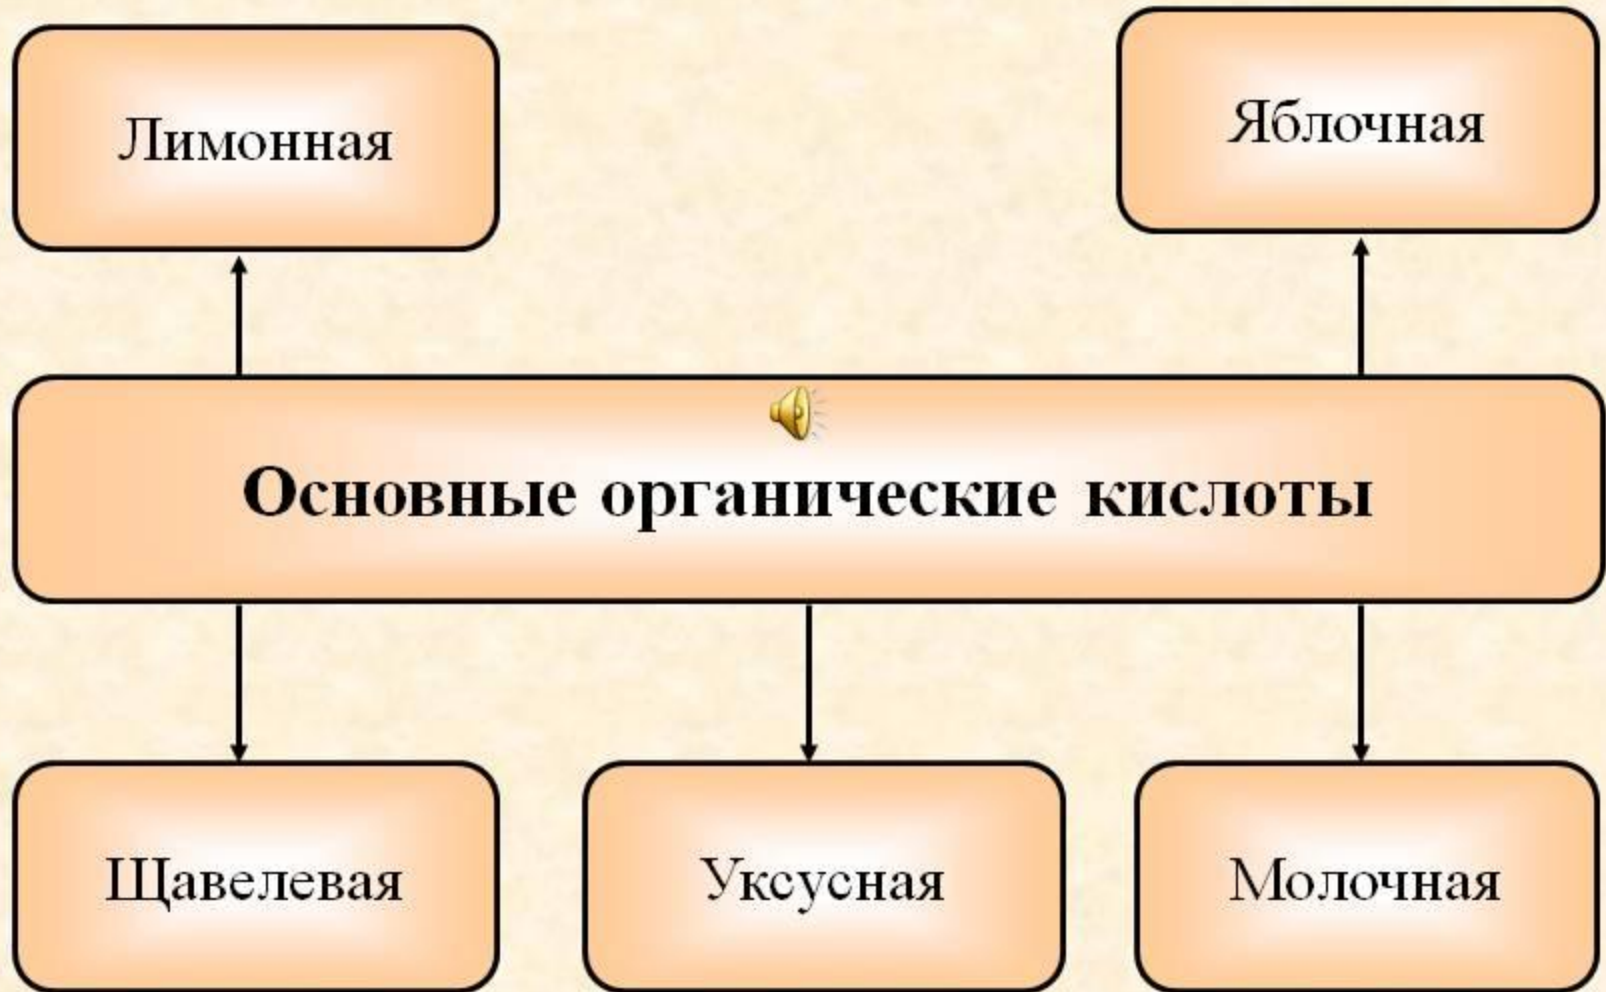 Лимонная
Яблочная
Основные органические кислоты
Щавелевая
Уксусная
Молочная